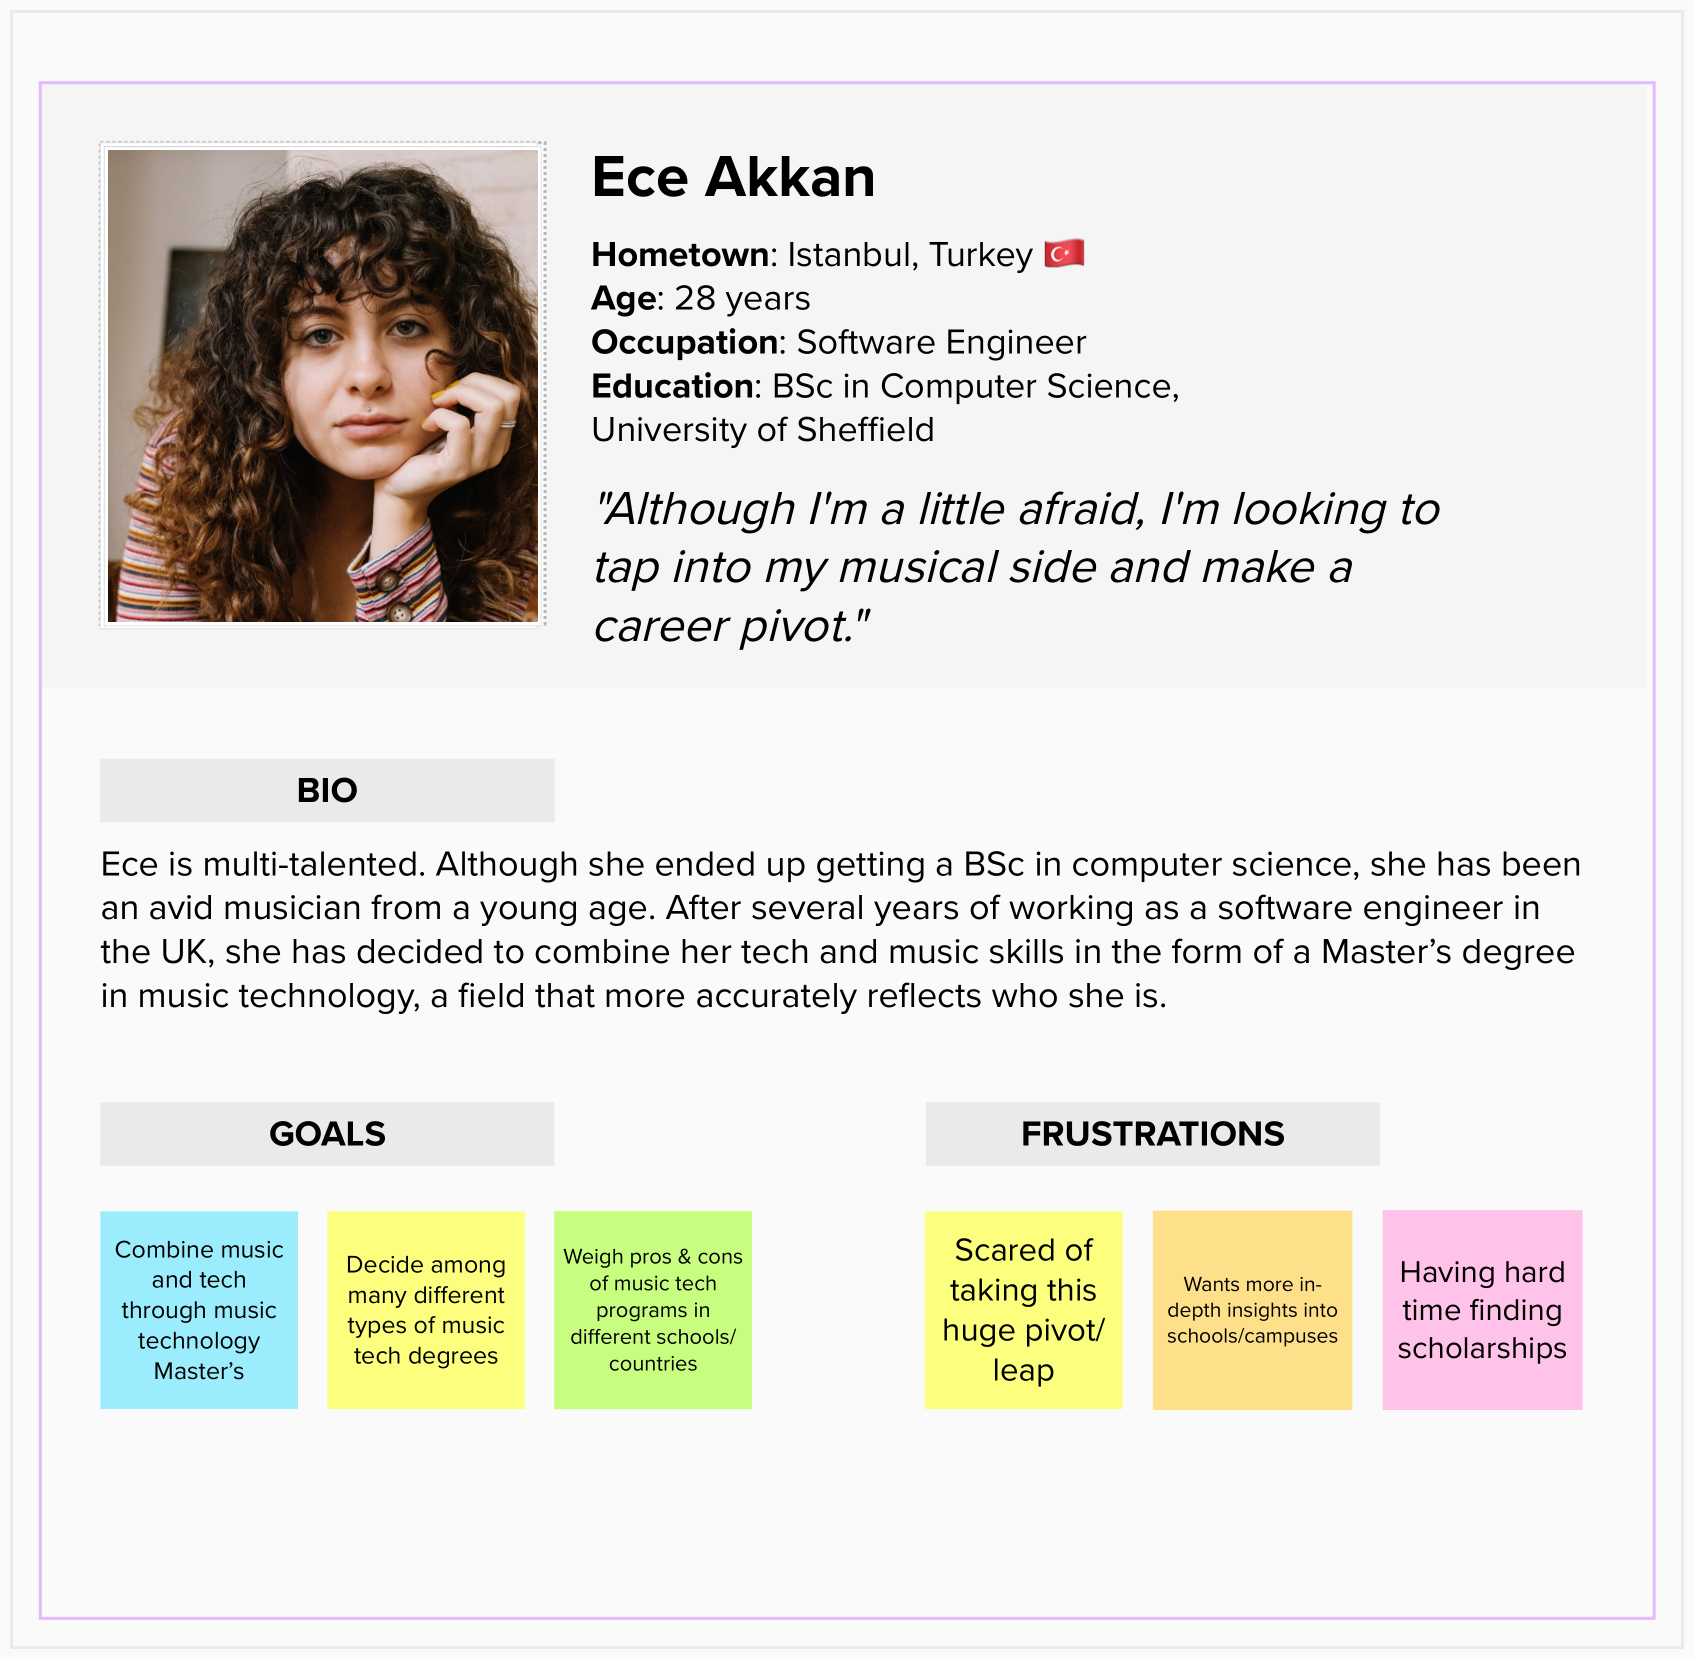 Ece Akkan
Hometown: Istanbul, Turkey 🇹🇷
Age: 28 years
Occupation: Software Engineer
Education: BSc in Computer Science,
University of Sheffield
"Although I'm a little afraid, I'm looking to
tap into my musical side and make a
career pivot."
BIO
Ece is multi-talented. Although she ended up getting a BSc in computer science, she has been
an avid musician from a young age. After several years of working as a software engineer in
the UK, she has decided to combine her tech and music skills in the form of a Master’s degree
in music technology, a field that more accurately reflects who she is.
GOALS
Combine music
and tech
through music
technology
Master’s
Decide among
many different
types of music
tech degrees
Weigh pros & cons
of music tech
programs in
different schools/
countries
FRUSTRATIONS
Scared of
taking this
huge pivot/
leap
Wants more in-
depth insights into
schools/campuses
Having hard
time finding
scholarships